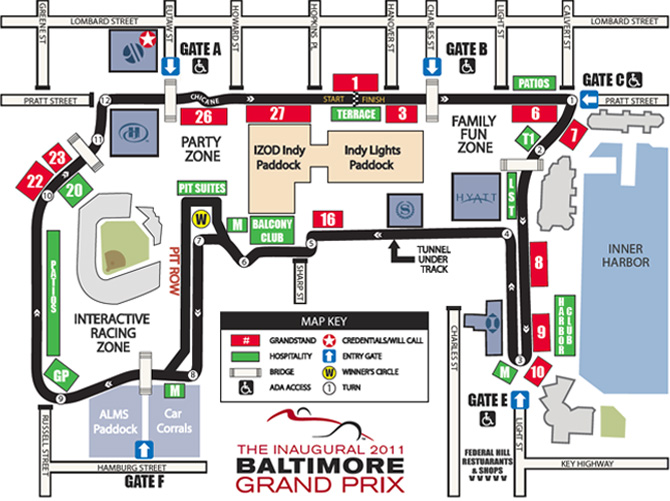 GREENE ST
EUTAW ST
HOWARD ST
HOPKINS PL
HANOVER ST
CHARLES ST
LIGHT ST
CALVERT ST
LOMBARD STREET
LOMBARD STREET
GATE A
GATE B
GATE C
PATIOS
PRATT STREET
PRATT STREET
12
CHICANE
1
START
FINISH
TERRACE
26
27
3
6
1
7
T1
2
11
HILTON
PARTY
ZONE
IZOD Indy
Paddock
Indy Lights
Paddock
FAMILY
FUN
ZONE
23
22
20
10
PIT SUITES
W
M
BALCONY
CLUB
16
S
HYATT
LST
INNER
HARBOR
7
6
5
4
PIT ROW
SHARP ST
TUNNEL
UNDER
TRACK
PATIOS
INTERACTIVE
RACING
ZONE
8
9
HARBOR
CLUB
MAP KEY
# GRANDSTAND
CREDENTIALS/WILL CALL
HOSPITALITY
ENTRY GATE
BRIDGE
W WINNER'S CIRCLE
ADA ACCESS
1 TURN
CHARLES ST
3
M
10
GP
9
8
M
ALMS
Paddock
Car
Corrals
RUSSELL STREET
HAMBURG STREET
GATE F
THE INAUGURAL 2011
BALTIMORE
GRAND PRIX
GATE E
LIGHT ST
FEDERAL HILL
RESTUARANTS
& SHOPS
VVVVV
KEY HIGHWAY